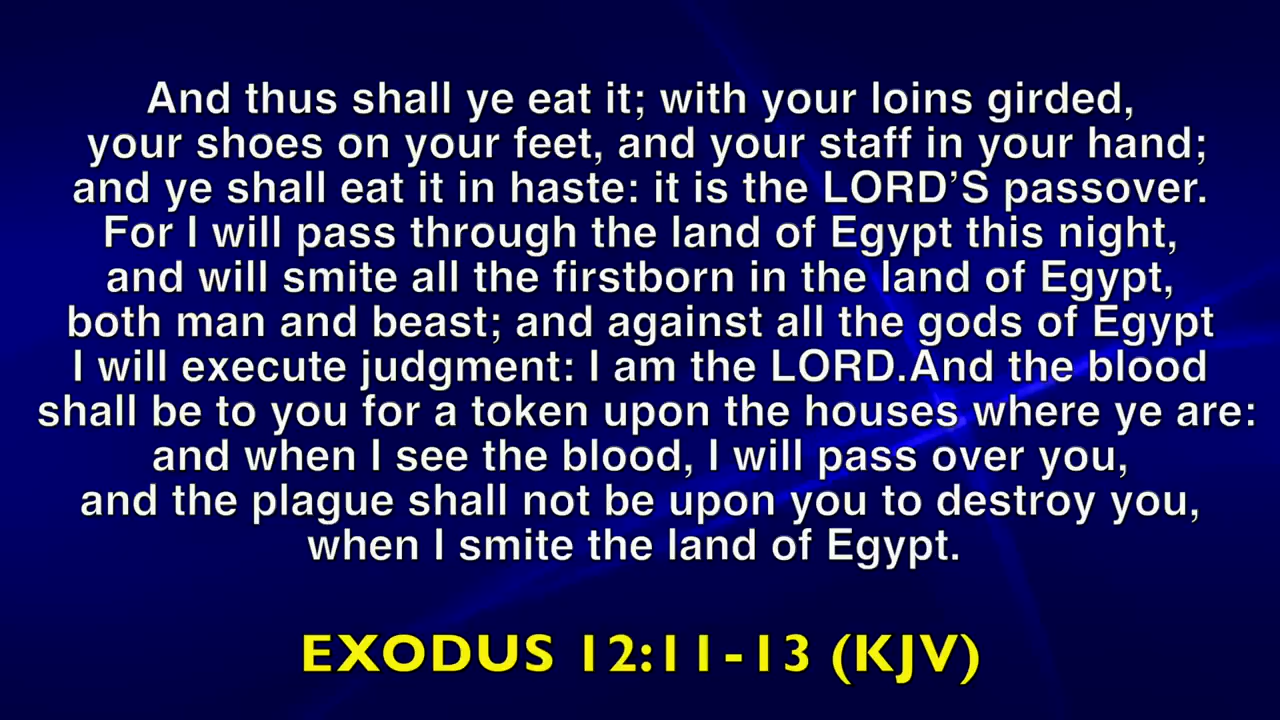 And thus shall ye eat it; with your loins girded,
your shoes on your feet, and your staff in your hand;
and ye shall eat it in haste: it is the LORD’S passover.
For I will pass through the land of Egypt this night,
and will smite all the firstborn in the land of Egypt,
both man and beast; and against all the gods of Egypt
I will execute judgment: I am the LORD.And the blood
shall be to you for a token upon the houses where ye are:
and when I see the blood, I will pass over you,
and the plague shall not be upon you to destroy you,
when I smite the land of Egypt.
EXODUS 12:11-13 (KJV)